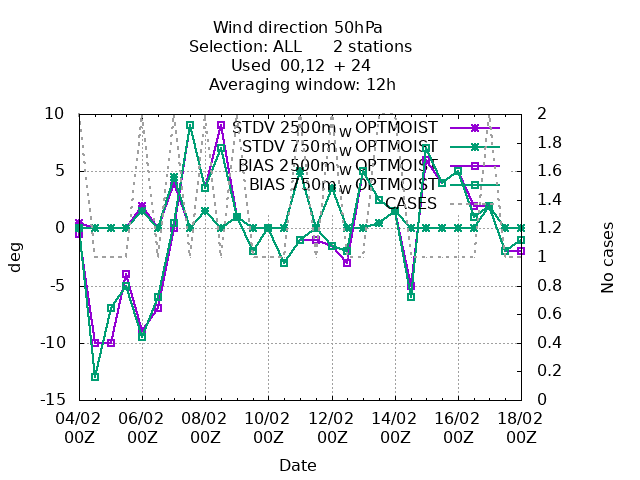 Wind direction 50hPa
Selection: ALL 2 stations
Used 00,12 + 24
Averaging window: 12h
STDV 2500m_W OPTMOIST
STDV 750m_W OPTMOIST
BIAS 2500m_W OPTMOIST
BIAS 750m_W OPTMOIST
CASES
10
5
0
-5
-10
-15
deg
2
1.8
1.6
1.4
1.2
1
0.8
0.6
0.4
0.2
0
No cases
04/02 06/02 08/02 10/02 12/02 14/02 16/02 18/02
00Z 00Z 00Z 00Z 00Z 00Z 00Z 00Z
Date